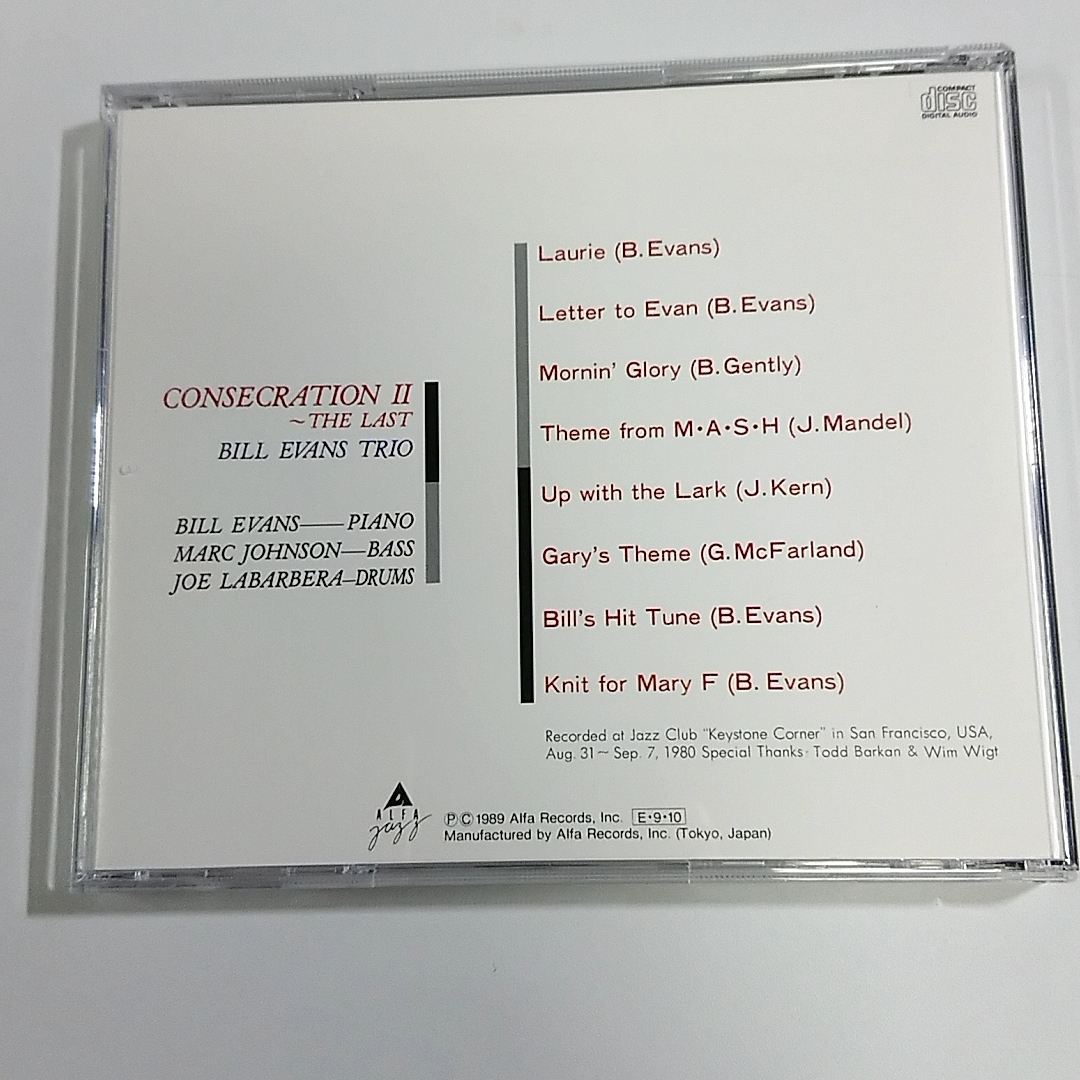 COMPACT
disc
DIGITAL AUDIO
CONSECRATION II
~THE LAST
BILL EVANS TRIO
BILL EVANS——PIANO
MARC JOHNSON—BASS
JOE LABARBERA–DRUMS
Laurie (B. Evans)
Letter to Evan (B. Evans)
Mornin' Glory (B. Gently)
Theme from M・A・S・H (J. Mandel)
Up with the Lark (J. Kern)
Gary's Theme (G. McFarland)
Bill's Hit Tune (B. Evans)
Knit for Mary F (B. Evans)
Recorded at Jazz Club "Keystone Corner" in San Francisco, USA,
Aug. 31~Sep. 7, 1980 Special Thanks・Todd Barkan & Wim Wigt
ALFA
jazz
ⓅⒸ1989 Alfa Records, Inc. E・9・10
Manufactured by Alfa Records, Inc. (Tokyo, Japan)